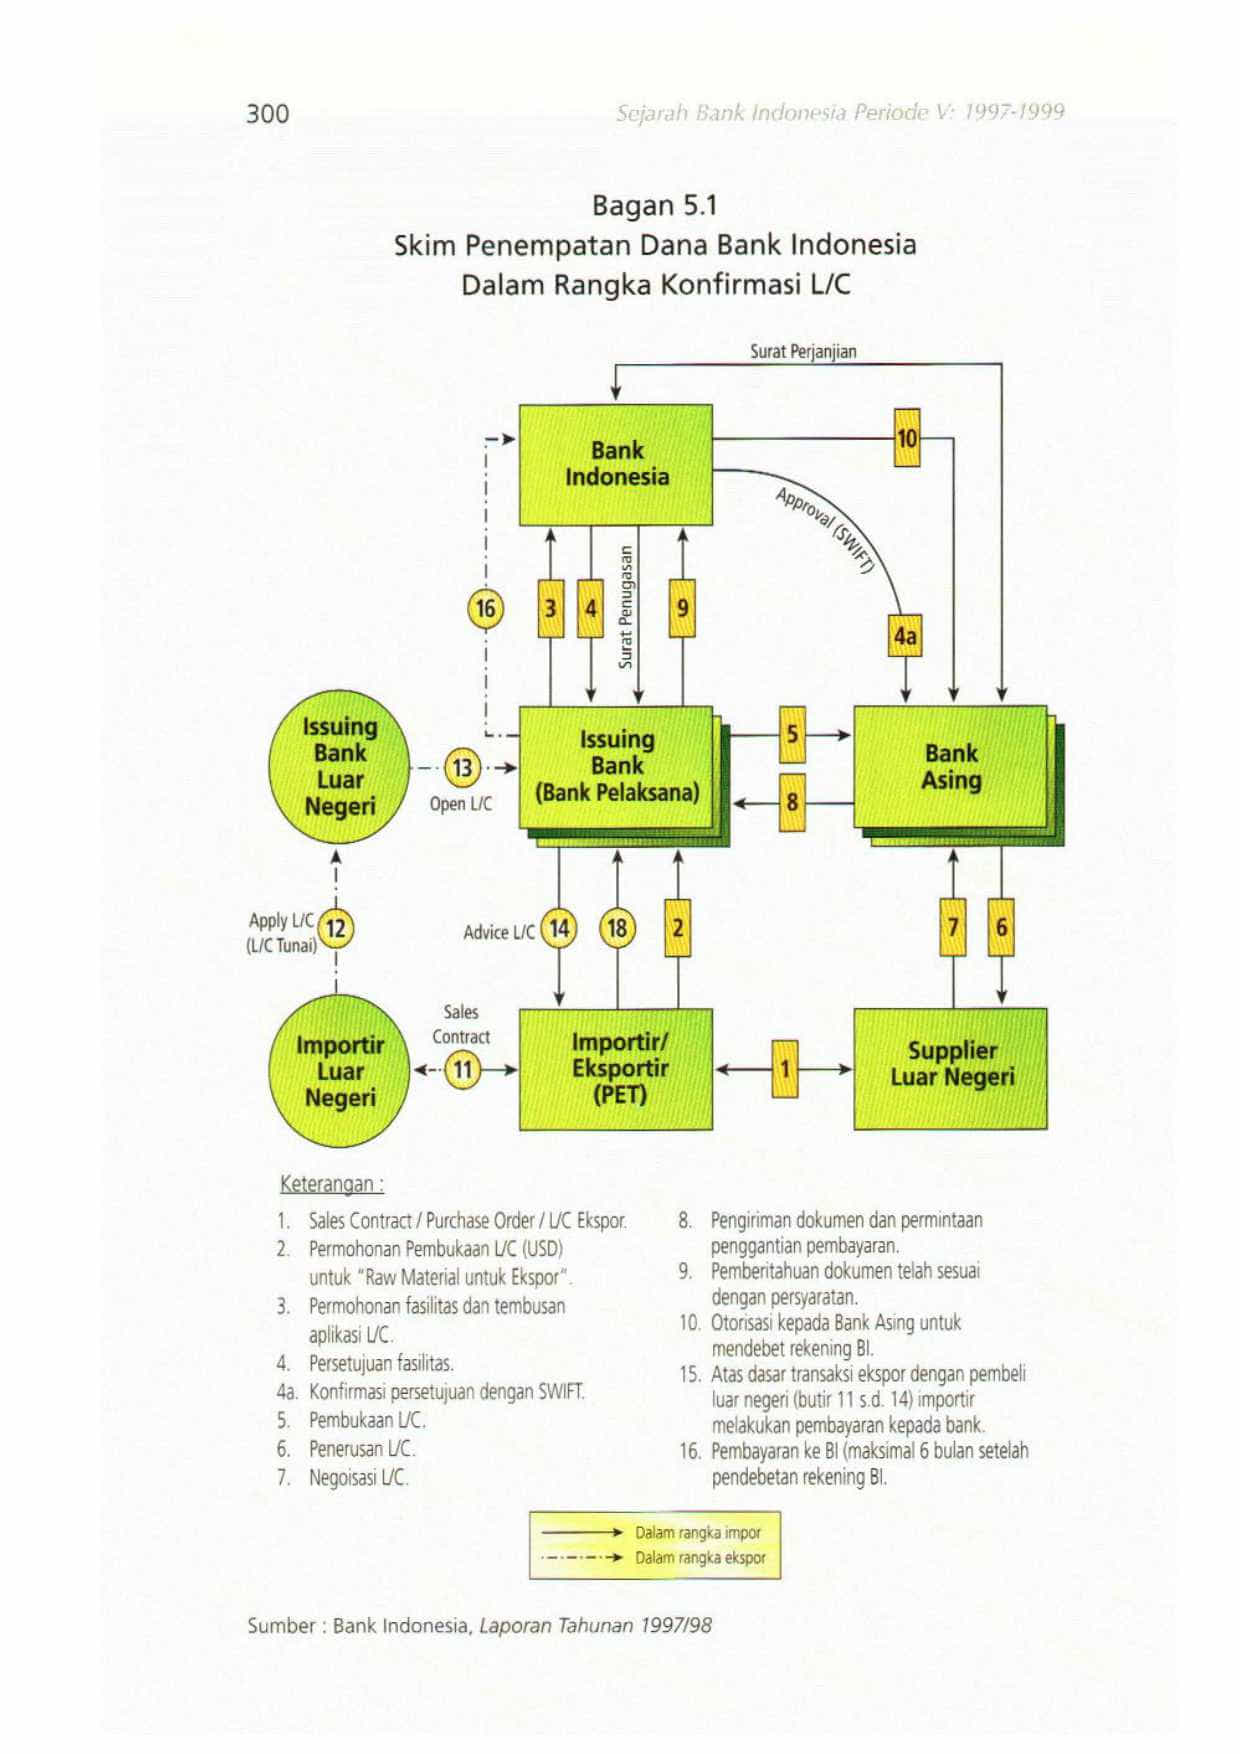 300
Sejarah Bank Indonesia Periode V: 1997-1999
Bagan 5.1
Skim Penempatan Dana Bank Indonesia
Dalam Rangka Konfirmasi L/C
Surat Perjanjian
Bank
Indonesia
10
Approval (SWIFT)
16
3
4
Surat Penugasan
9
4a
Issuing
Bank
Luar
Negeri
13
Open L/C
Issuing
Bank
(Bank Pelaksana)
5
8
Bank
Asing
Apply L/C
(L/C Tunai)
12
Advice L/C
14
18
2
7
6
Importir
Luar
Negeri
Sales
Contract
11
Importir/
Eksportir
(PET)
1
Supplier
Luar Negeri
Keterangan :
1. Sales Contract / Purchase Order / L/C Ekspor.
2. Permohonan Pembukaan L/C (USD)
untuk "Raw Material untuk Ekspor".
3. Permohonan fasilitas dan tembusan
aplikasi L/C.
4. Persetujuan fasilitas.
4a. Konfirmasi persetujuan dengan SWIFT.
5. Pembukaan L/C.
6. Penerusan L/C.
7. Negoisasi L/C.
8. Pengiriman dokumen dan permintaan
penggantian pembayaran.
9. Pemberitahuan dokumen telah sesuai
dengan persyaratan.
10. Otorisasi kepada Bank Asing untuk
mendebet rekening BI.
15. Atas dasar transaksi ekspor dengan pembeli
luar negeri (butir 11 s.d. 14) importir
melakukan pembayaran kepada bank.
16. Pembayaran ke BI (maksimal 6 bulan setelah
pendebetan rekening BI.
Dalam rangka impor
Dalam rangka ekspor
Sumber : Bank Indonesia, Laporan Tahunan 1997/98